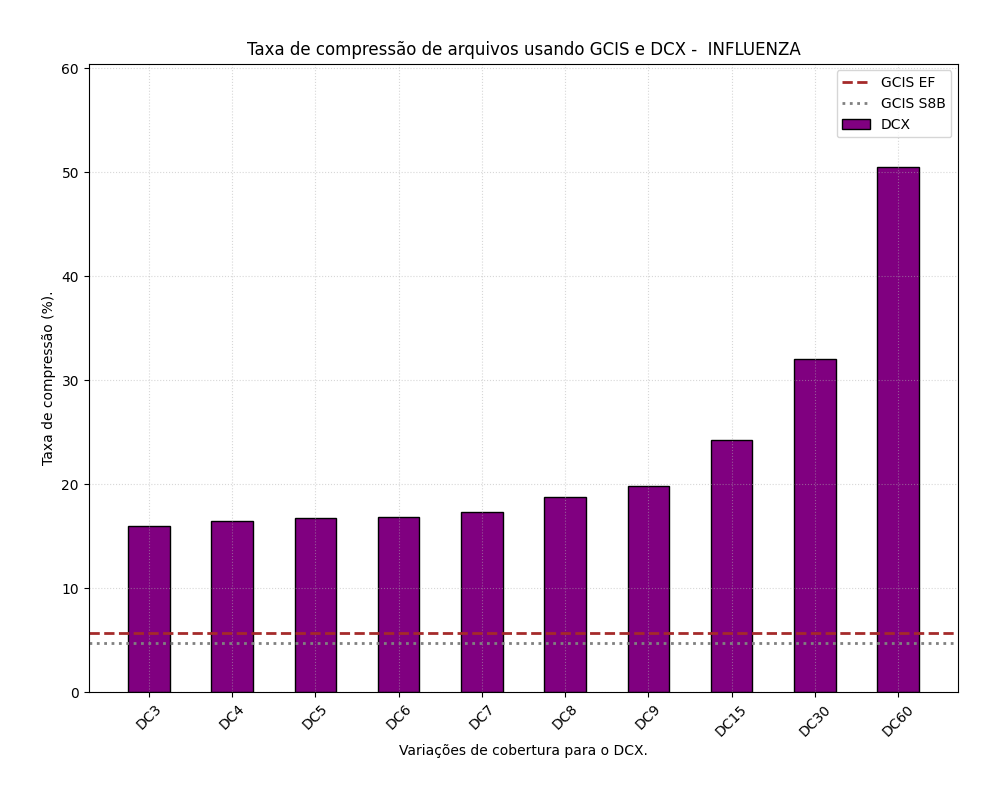 Taxa de compressão de arquivos usando GCIS e DCX -  INFLUENZA
GCIS EF
GCIS S8B
DCX
Taxa de compressão (%).
60
50
40
30
20
10
0
DC3
DC4
DC5
DC6
DC7
DC8
DC9
DC15
DC30
DC60
Variações de cobertura para o DCX.